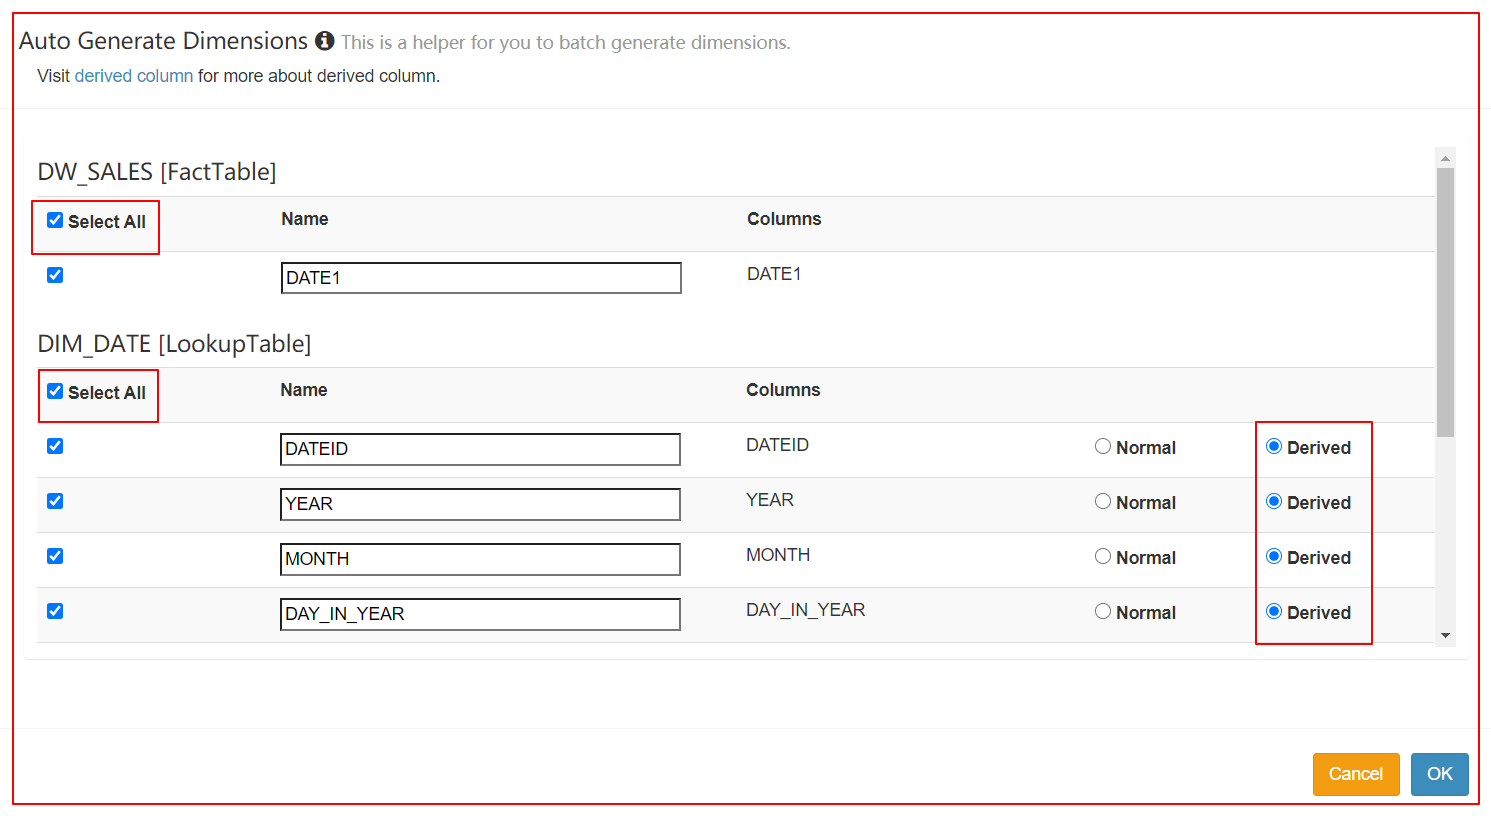 Auto Generate Dimensions This is a helper for you to batch generate dimensions.
Visit derived column for more about derived column.
DW_SALES [FactTable]
Select All Name Columns
DATE1 DATE1
DIM_DATE [LookupTable]
Select All Name Columns
DATEID DATEID Normal Derived
YEAR YEAR Normal Derived
MONTH MONTH Normal Derived
DAY_IN_YEAR DAY_IN_YEAR Normal Derived
Cancel OK